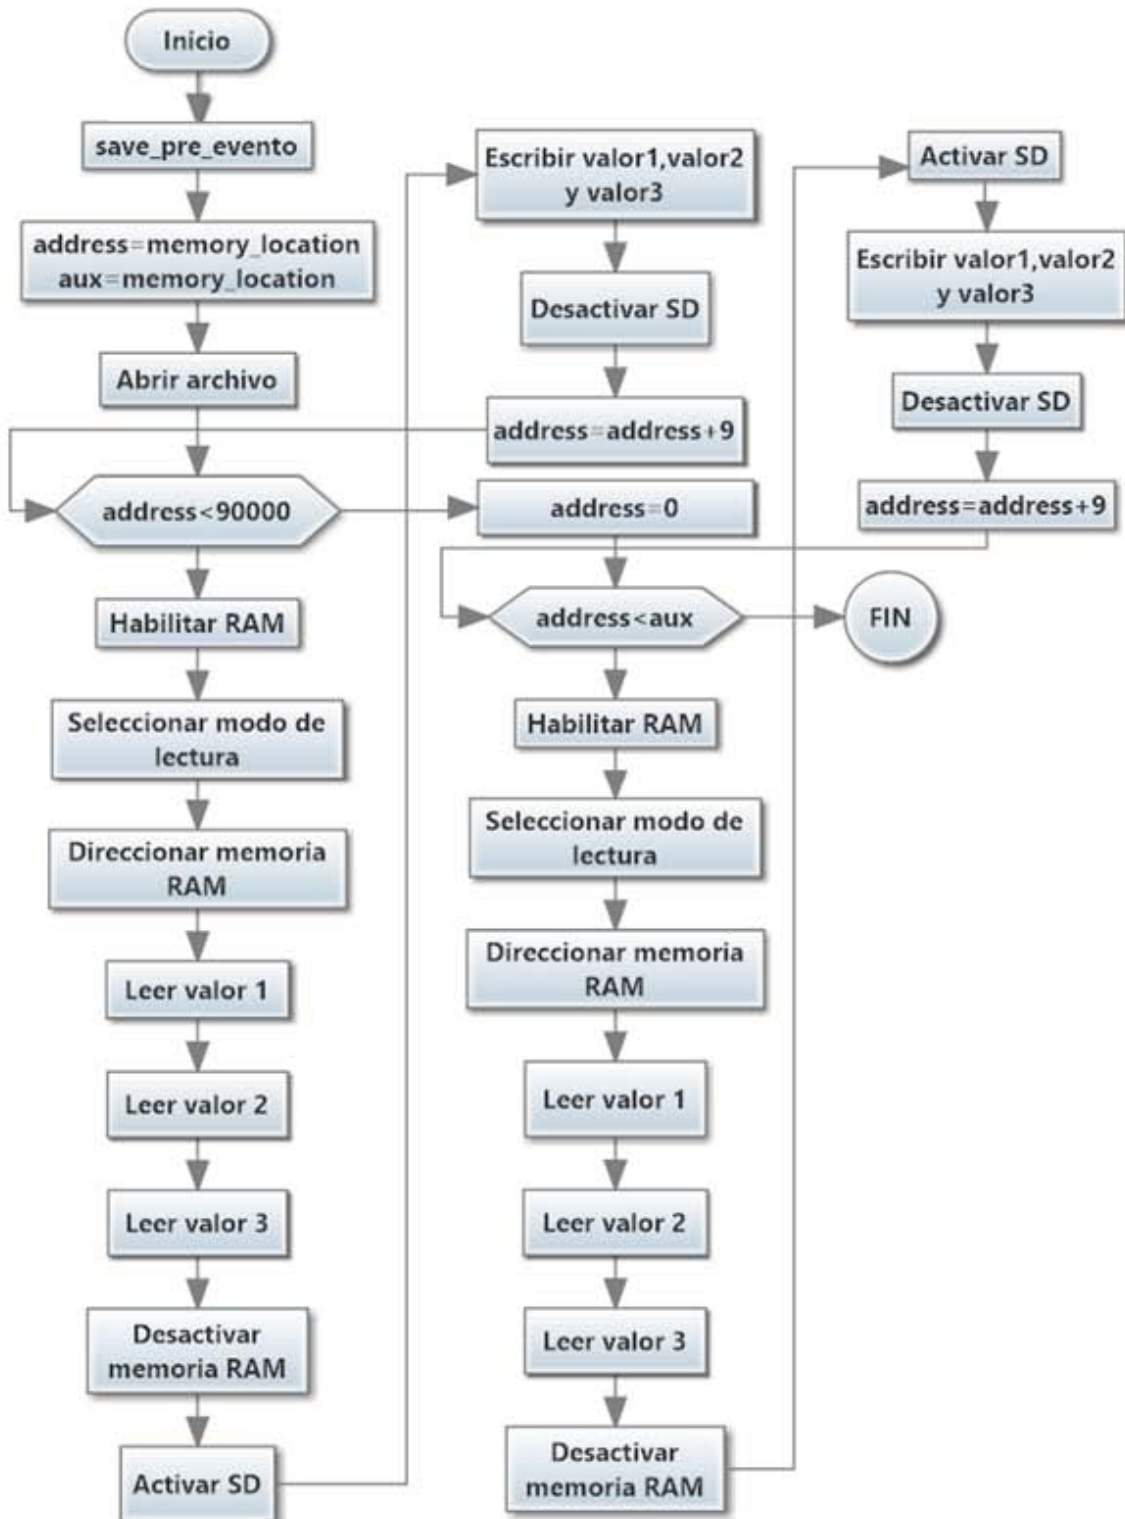 Inicio
save_pre_evento
address=memory_location
aux=memory_location
Abrir archivo
address<90000
Habilitar RAM
Seleccionar modo de
lectura
Direccionar memoria
RAM
Leer valor 1
Leer valor 2
Leer valor 3
Desactivar
memoria RAM
Activar SD
Escribir valor1,valor2
y valor3
Desactivar SD
address=address+9
address=0
address<aux
Habilitar RAM
Seleccionar modo de
lectura
Direccionar memoria
RAM
Leer valor 1
Leer valor 2
Leer valor 3
Desactivar
memoria RAM
Activar SD
Escribir valor1,valor2
y valor3
Desactivar SD
address=address+9
FIN